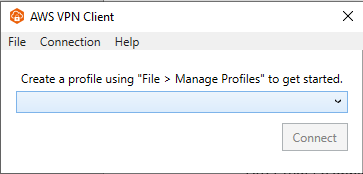 AWS VPN Client
File Connection Help
Create a profile using "File > Manage Profiles" to get started.
Connect